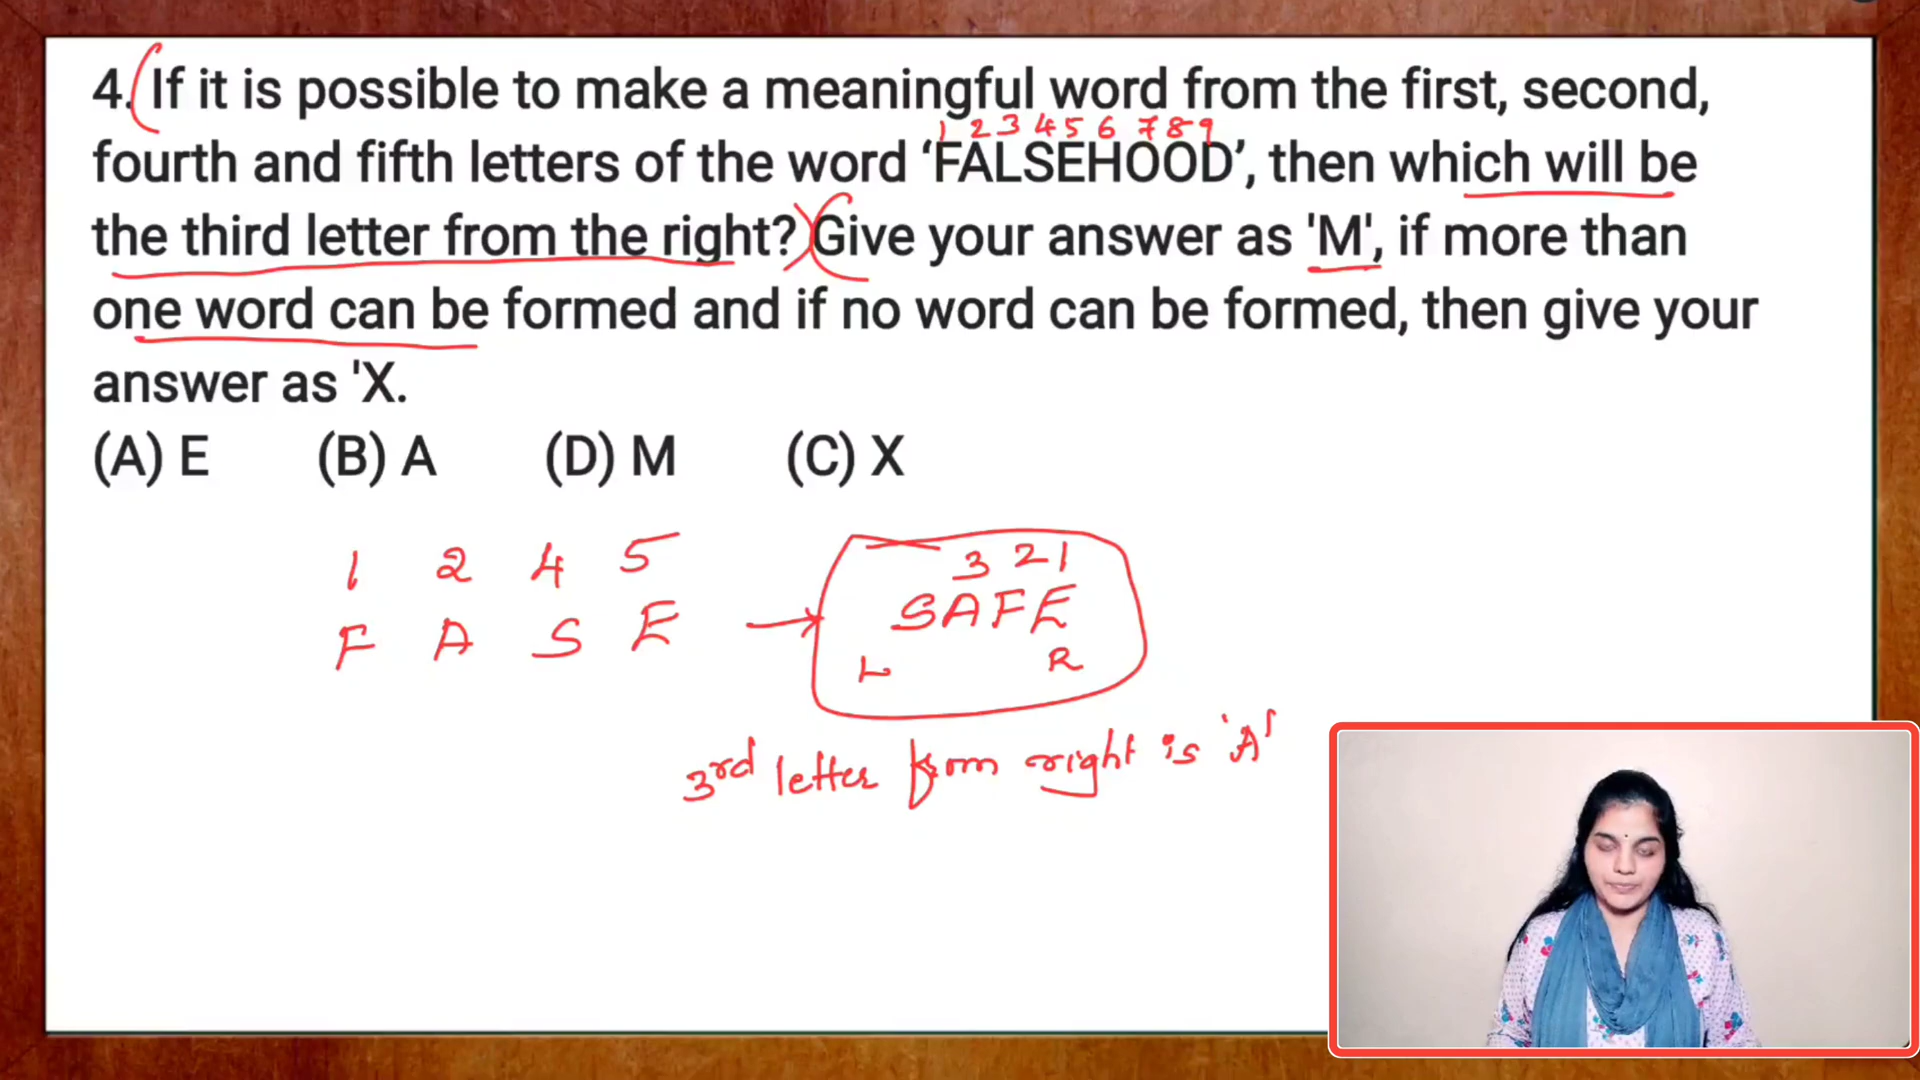 4. If it is possible to make a meaningful word from the first, second,
1 2 3 4 5 6 7 8 9
fourth and fifth letters of the word ‘FALSEHOOD’, then which will be
the third letter from the right? Give your answer as 'M', if more than
one word can be formed and if no word can be formed, then give your
answer as 'X.
(A) E (B) A (D) M (C) X
1 2 4 5
3 2 1
F A S E → SAFE
L R
3rd letter from right is 'A'